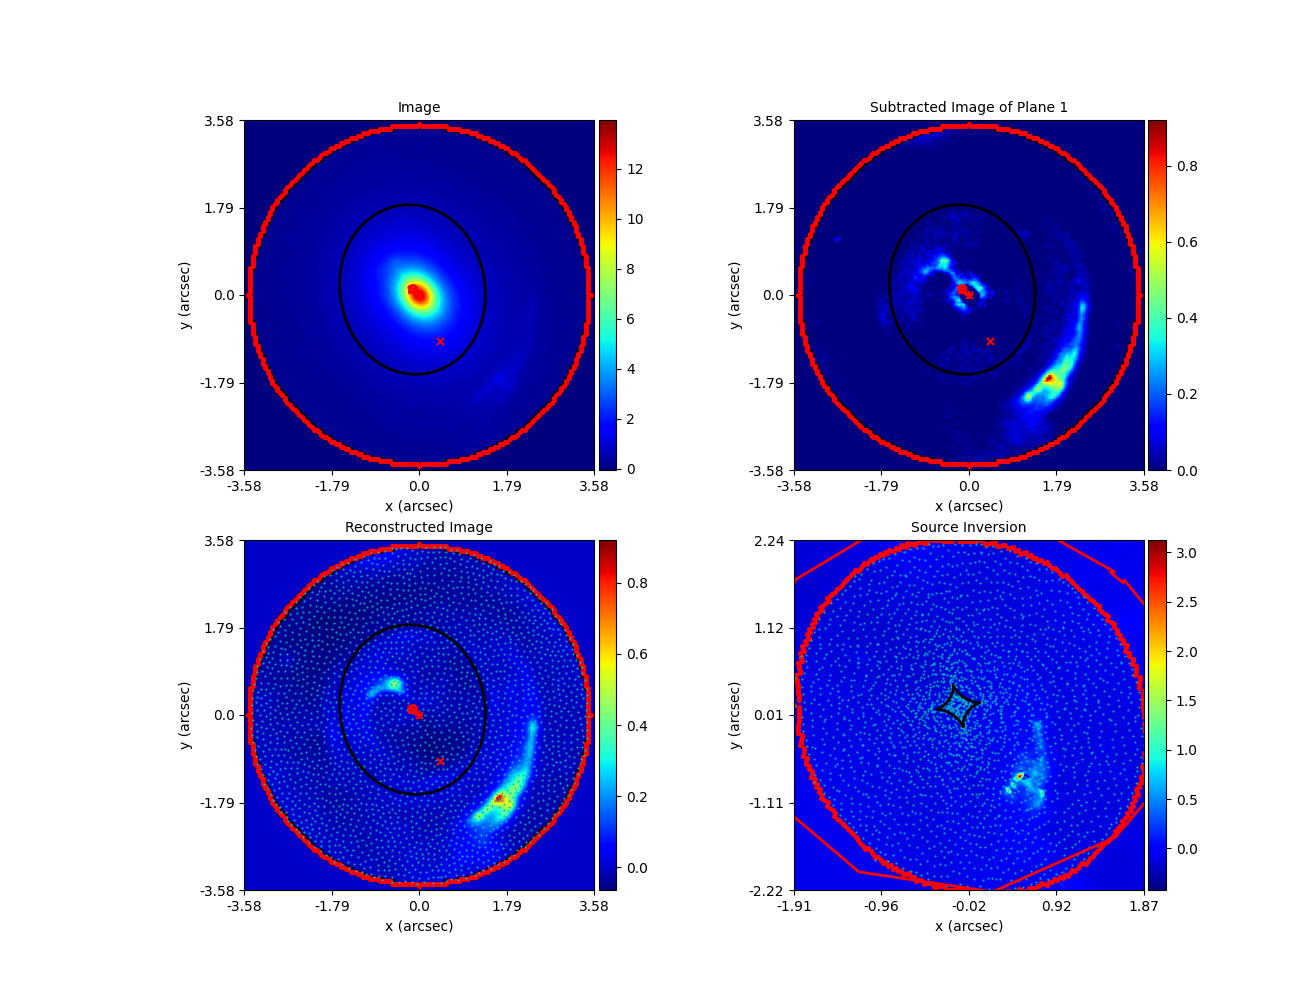 Image
3.58
1.79
0.0
-1.79
-3.58
y (arcsec)
-3.58 -1.79 0.0 1.79 3.58
x (arcsec)
12
10
8
6
4
2
0
Subtracted Image of Plane 1
3.58
1.79
0.0
-1.79
-3.58
y (arcsec)
-3.58 -1.79 0.0 1.79 3.58
x (arcsec)
0.8
0.6
0.4
0.2
0.0
Reconstructed Image
3.58
1.79
0.0
-1.79
-3.58
y (arcsec)
-3.58 -1.79 0.0 1.79 3.58
x (arcsec)
0.8
0.6
0.4
0.2
0.0
Source Inversion
2.24
1.12
0.01
-1.11
-2.22
y (arcsec)
-1.91 -0.96 -0.02 0.92 1.87
x (arcsec)
3.0
2.5
2.0
1.5
1.0
0.5
0.0